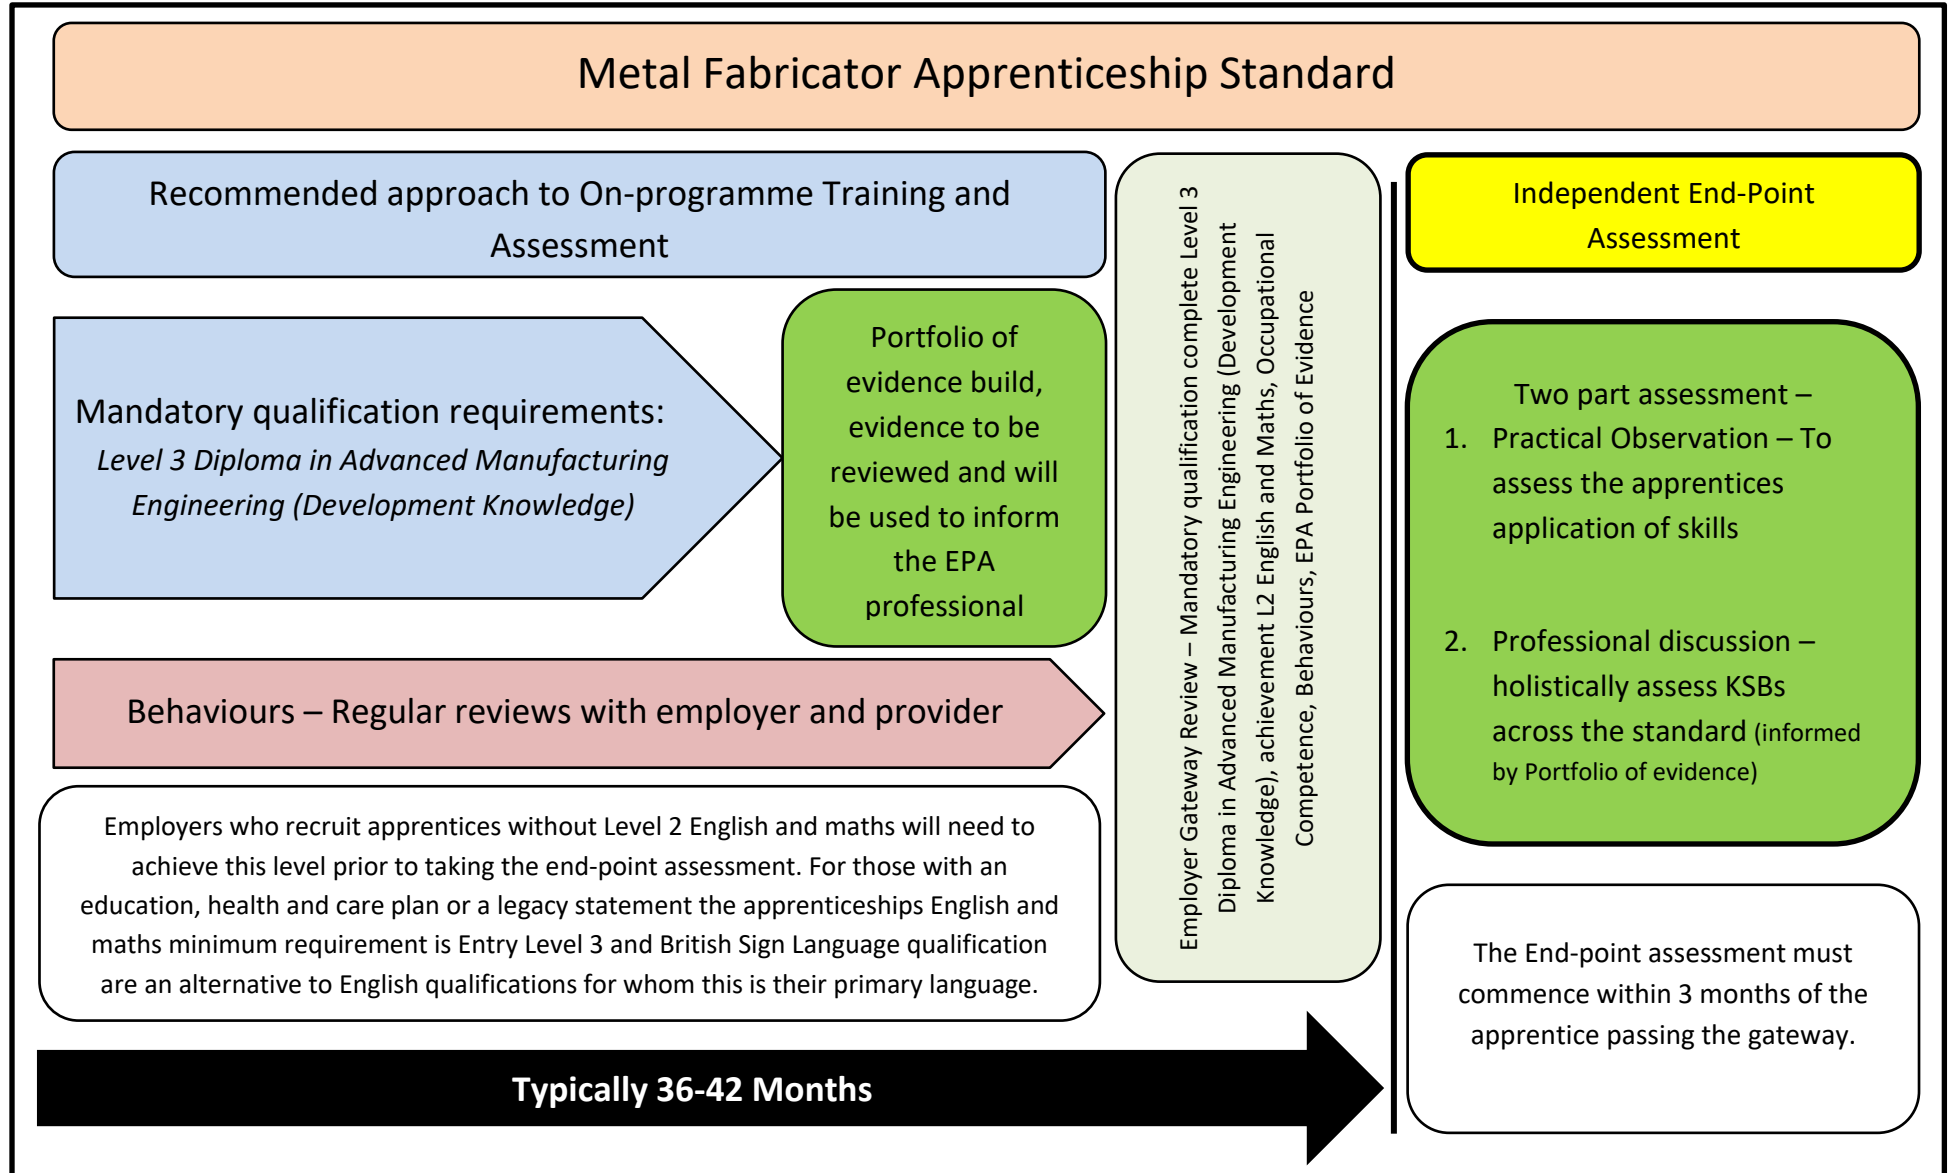 Metal Fabricator Apprenticeship Standard
Recommended approach to On-programme Training and
Assessment
Mandatory qualification requirements:
Level 3 Diploma in Advanced Manufacturing
Engineering (Development Knowledge)
Portfolio of
evidence build,
evidence to be
reviewed and will
be used to inform
the EPA
professional
Behaviours – Regular reviews with employer and provider
Employers who recruit apprentices without Level 2 English and maths will need to
achieve this level prior to taking the end-point assessment. For those with an
education, health and care plan or a legacy statement the apprenticeships English and
maths minimum requirement is Entry Level 3 and British Sign Language qualification
are an alternative to English qualifications for whom this is their primary language.
Typically 36-42 Months
Employer Gateway Review – Mandatory qualification complete Level 3
Diploma in Advanced Manufacturing Engineering (Development
Knowledge), achievement L2 English and Maths, Occupational
Competence, Behaviours, EPA Portfolio of Evidence
Independent End-Point
Assessment
Two part assessment –
1. Practical Observation – To
assess the apprentices
application of skills
2. Professional discussion –
holistically assess KSBs
across the standard (informed
by Portfolio of evidence)
The End-point assessment must
commence within 3 months of the
apprentice passing the gateway.